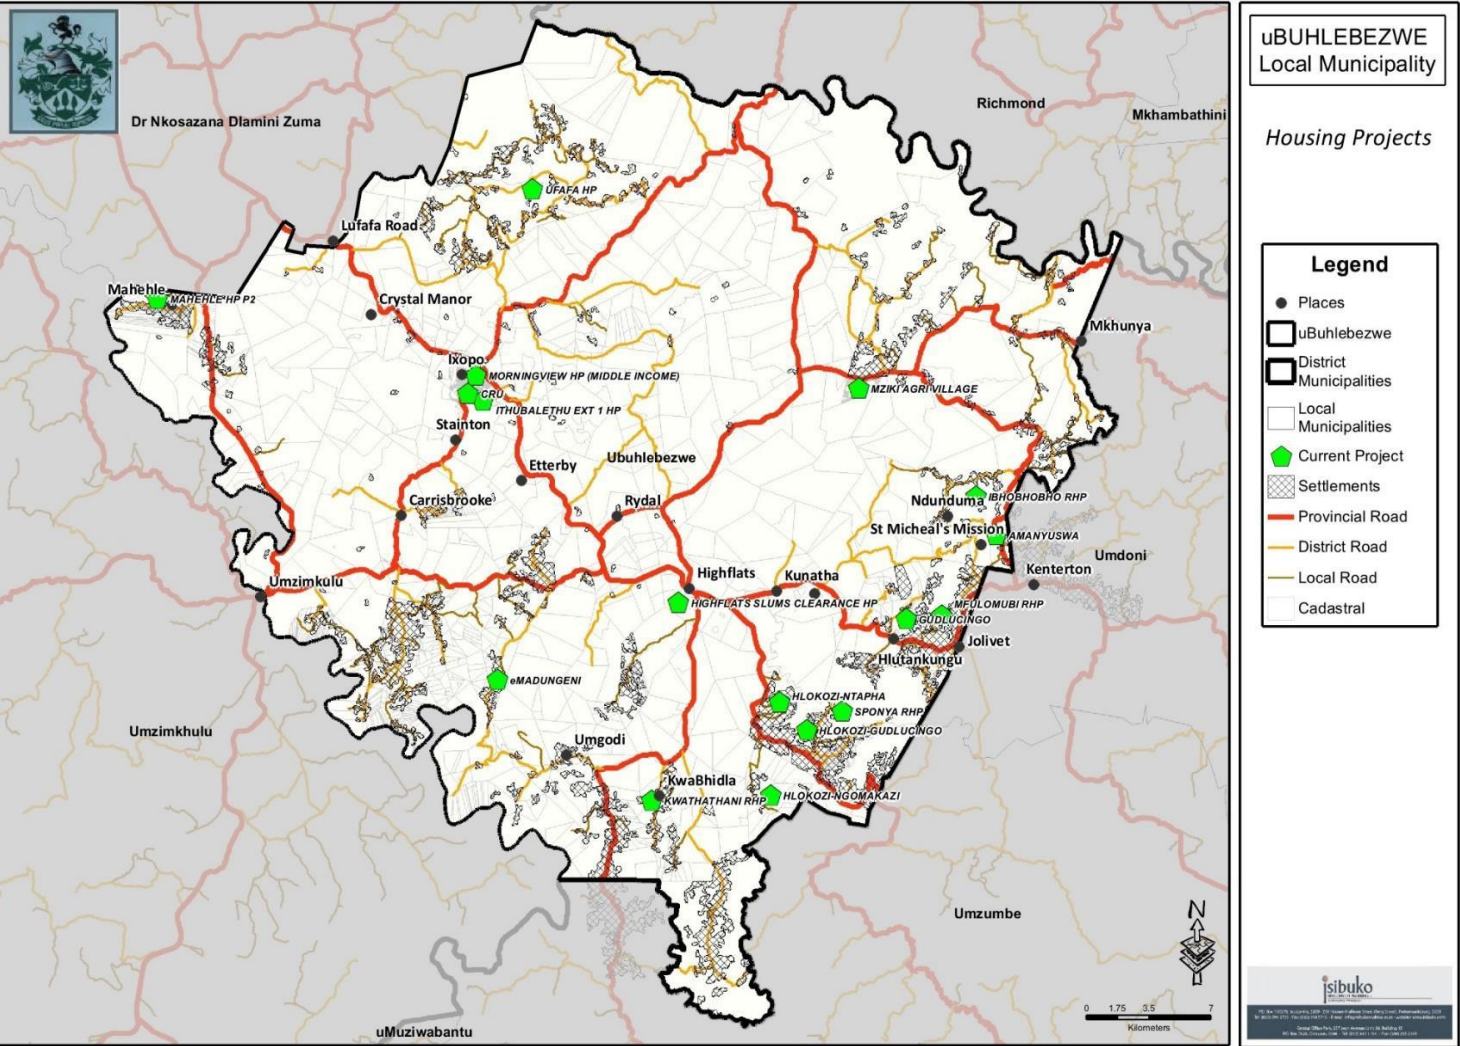 uBUHLEBEZWE
Local Municipality
Housing Projects
Legend
Places
uBuhlebezwe
District
Municipalities
Local
Municipalities
Current Project
Settlements
Provincial Road
District Road
Local Road
Cadastral
Dr Nkosazana Dlamini Zuma
Richmond
Mkhambathini
UFAFA HP
Lufafa Road
Mahehle
MAHEHLE HP P2
Crystal Manor
Mkhunya
Ixopo
MORNINGVIEW HP (MIDDLE INCOME)
CRU
MZIKI AGRI-VILLAGE
ITHUBALETHU EXT 1 HP
Stainton
Etterby
Ubuhlebezwe
Carrisbrooke
Rydal
Ndunduma
IBHOBHOBHO RHP
St Micheal's Mission
AMANYUSWA
Umdoni
Umzimkulu
Highflats
Kunatha
Kenterton
HIGHFLATS SLUMS CLEARANCE HP
MFULOMUBI RHP
GUDLUCINGO
Jolivet
Hlutankungu
eMADUNGENI
HLOKOZI-NTAPHA
SPONYA RHP
HLOKOZI-GUDLUCINGO
Umzimkhulu
Umgodi
KwaBhidla
KWATHATHANI RHP
HLOKOZI-NGOMAKAZI
Umzumbe
uMuziwabantu
N
0 1.75 3.5 7
Kilometers
isibuko